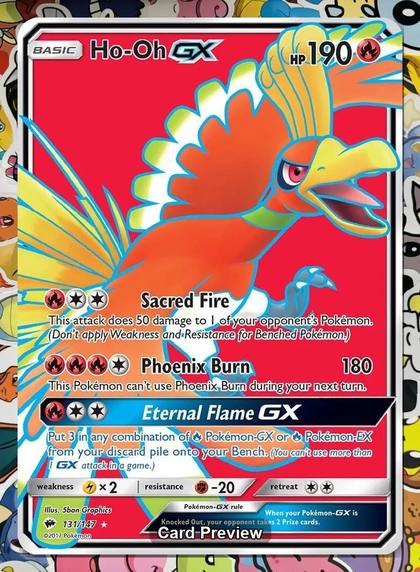 BASIC Ho-Oh GX HP 190
Sacred Fire
This attack does 50 damage to 1 of your opponent's Pokémon.
(Don't apply Weakness and Resistance for Benched Pokémon.)
Phoenix Burn 180
This Pokémon can't use Phoenix Burn during your next turn.
Eternal Flame GX
Put 3 in any combination of Pokémon-GX or Pokémon-EX
from your discard pile onto your Bench. (You can't use more than
1 GX attack in a game.)
weakness ×2 resistance -20 retreat
Illus. 5ban Graphics
131/147
©2017 Pokémon
Pokémon-GX rule
When your Pokémon-GX is
Knocked Out, your opponent takes 2 Prize cards.
Card Preview